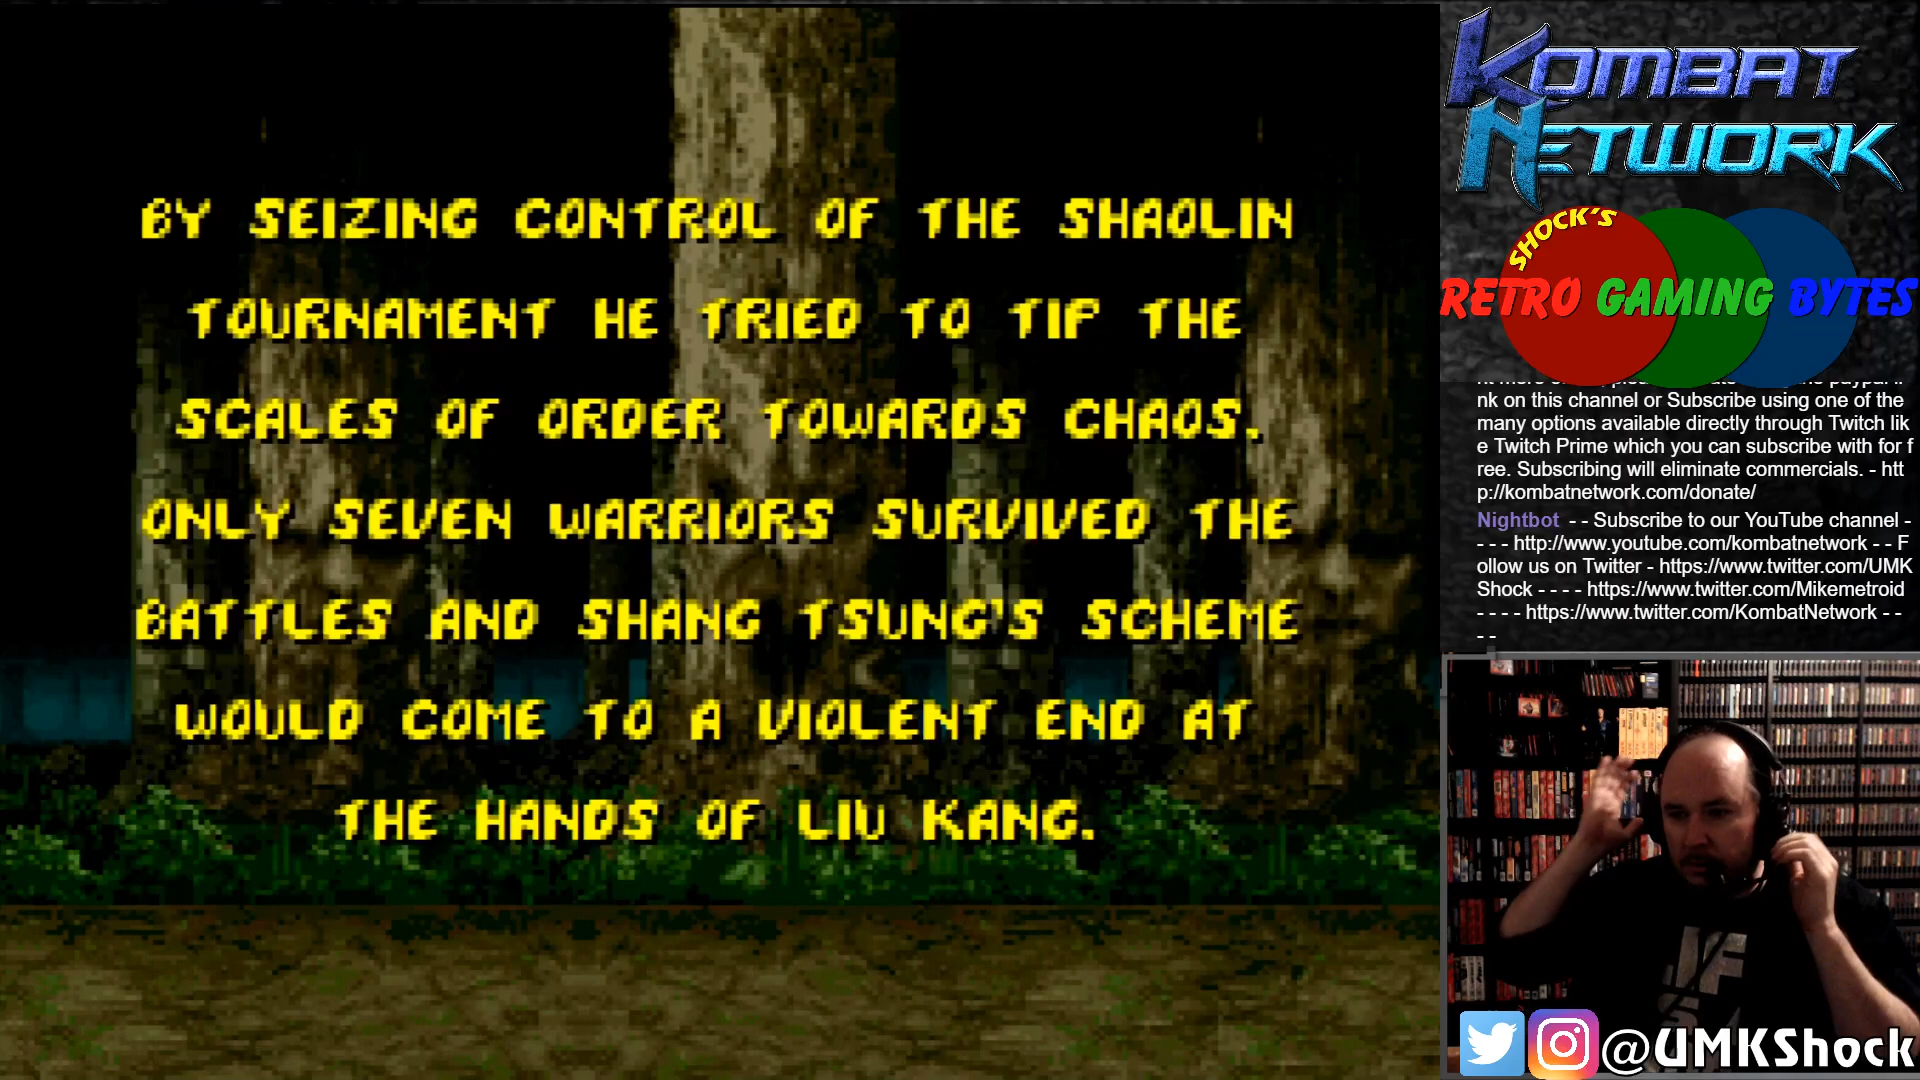 BY SEIZING CONTROL OF THE SHAOLIN
TOURNAMENT HE TRIED TO TIP THE
SCALES OF ORDER TOWARDS CHAOS.
ONLY SEVEN WARRIORS SURVIVED THE
BATTLES AND SHANG TSUNG'S SCHEME
WOULD COME TO A VIOLENT END AT
THE HANDS OF LIU KANG.
KOMBAT
NETWORK
SHOCK'S
RETRO GAMING BYTES
nk on this channel or Subscribe using one of the
many options available directly through Twitch lik
e Twitch Prime which you can subscribe with for f
ree. Subscribing will eliminate commercials. - htt
p://kombatnetwork.com/donate/
Nightbot - - Subscribe to our YouTube channel -
- - - http://www.youtube.com/kombatnetwork - - F
ollow us on Twitter - https://www.twitter.com/UMK
Shock - - - - https://www.twitter.com/Mikemetroid
- - - - https://www.twitter.com/KombatNetwork - -
- -
@UMKShock